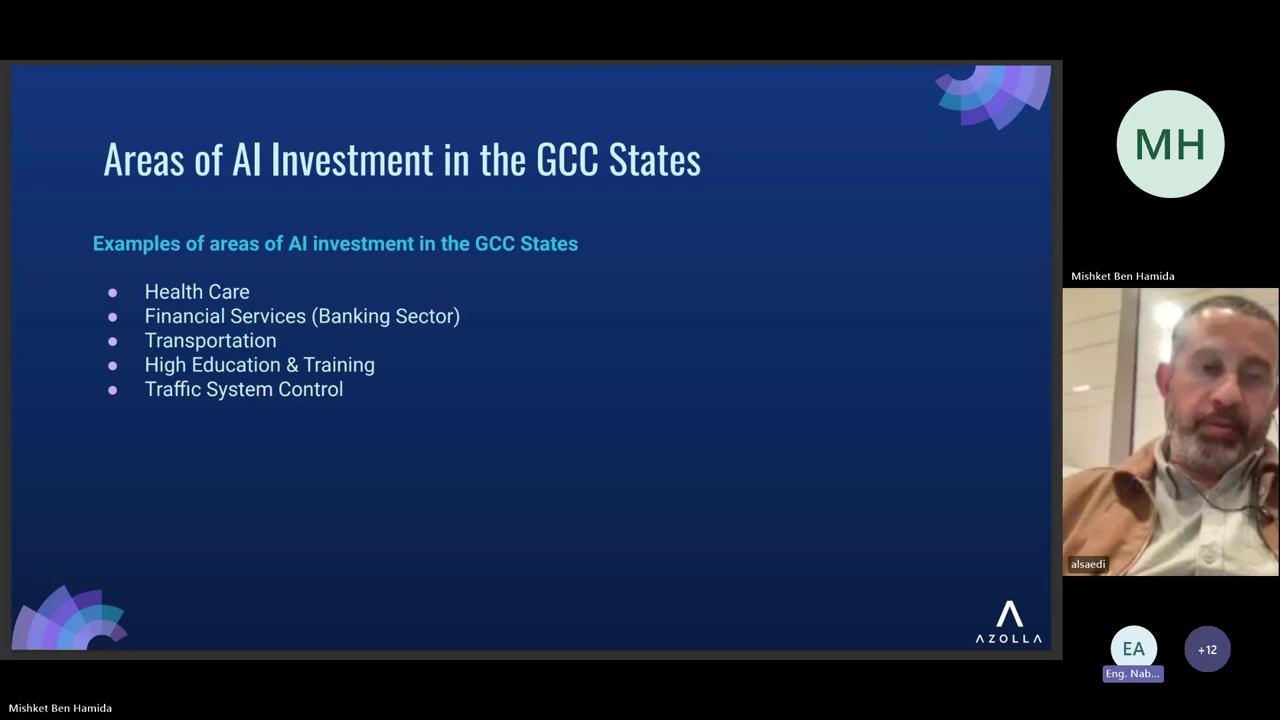 Areas of AI Investment in the GCC States
Examples of areas of AI investment in the GCC States
● Health Care
● Financial Services (Banking Sector)
● Transportation
● High Education & Training
● Traffic System Control
AZOLLA
MH
Mishket Ben Hamida
alsaedi
EA
Eng. Nab...
+12
Mishket Ben Hamida